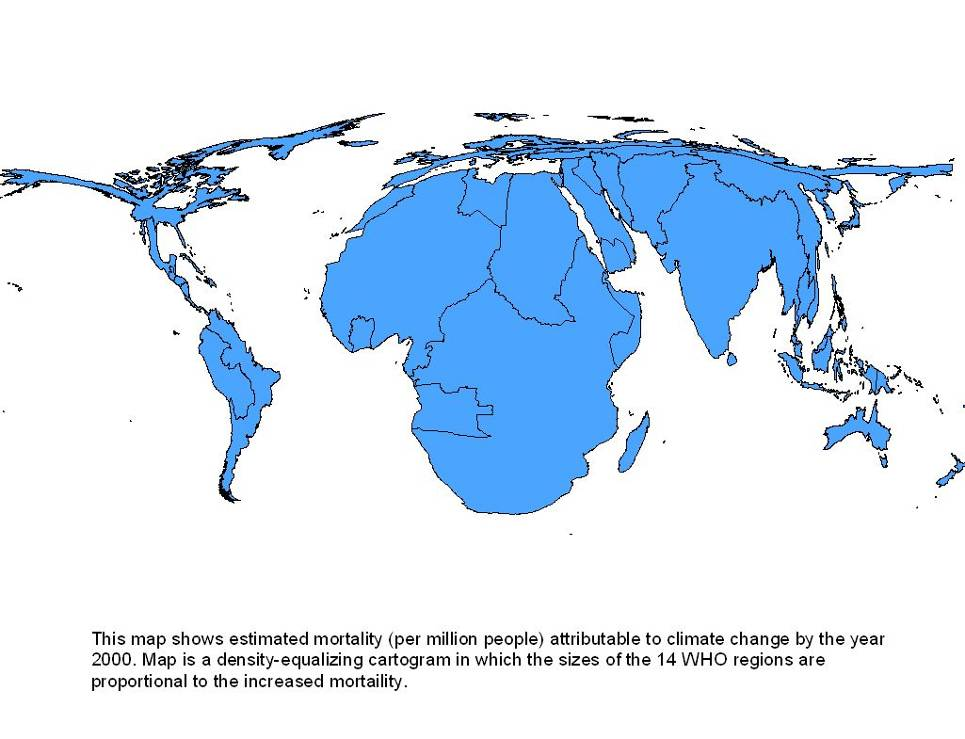 This map shows estimated mortality (per million people) attributable to climate change by the year
2000. Map is a density-equalizing cartogram in which the sizes of the 14 WHO regions are
proportional to the increased mortaility.